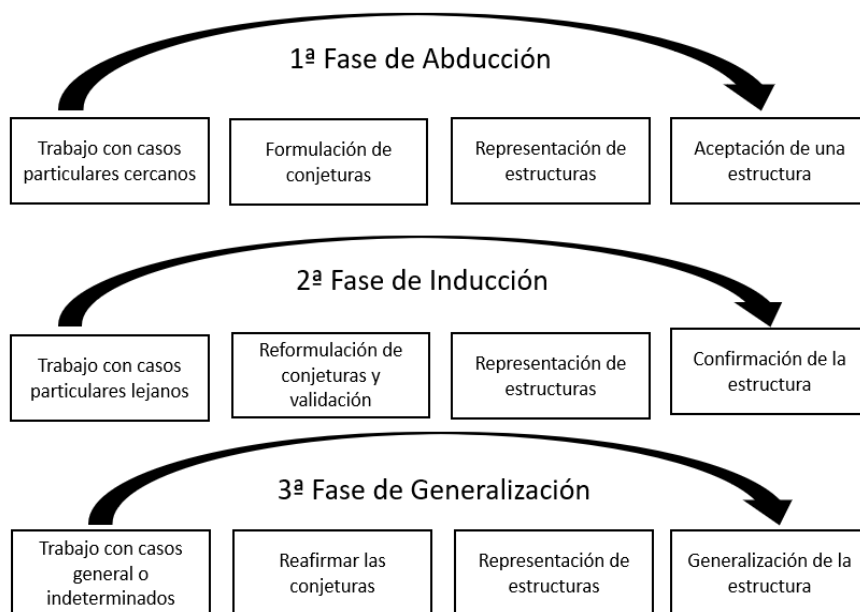 1ª Fase de Abducción
Trabajo con casos
particulares cercanos
Formulación de
conjeturas
Representación de
estructuras
Aceptación de una
estructura
2ª Fase de Inducción
Trabajo con casos
particulares lejanos
Reformulación de
conjeturas y
validación
Representación de
estructuras
Confirmación de la
estructura
3ª Fase de Generalización
Trabajo con casos
general o
indeterminados
Reafirmar las
conjeturas
Representación de
estructuras
Generalización de la
estructura